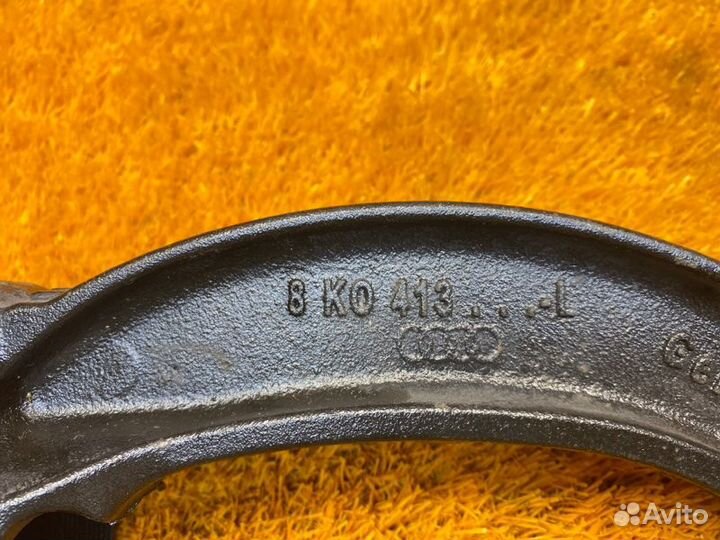 8 K0 413 . . . -L
Avito